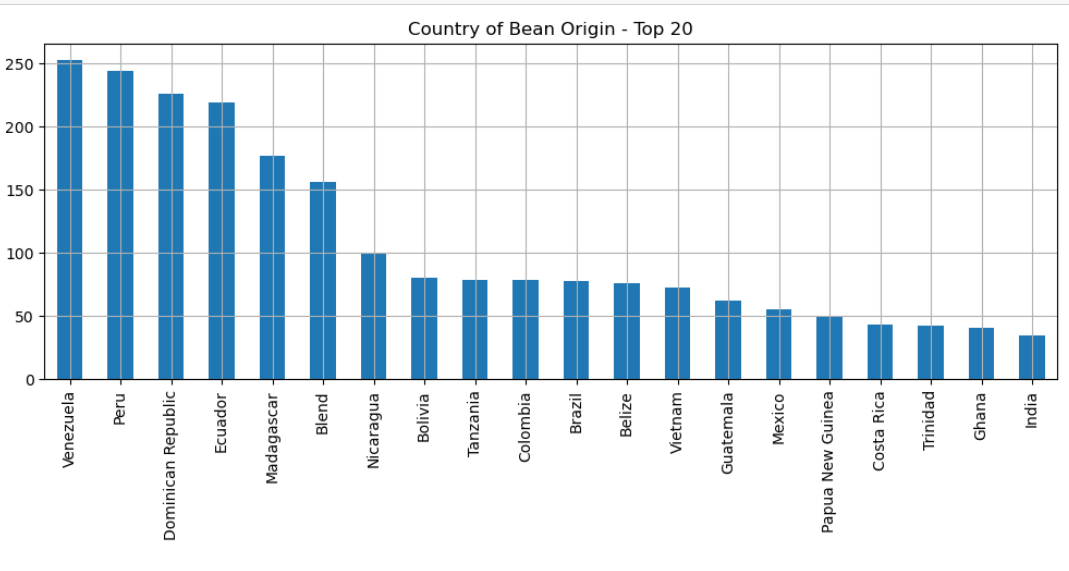 Country of Bean Origin - Top 20
250
200
150
100
50
0
Venezuela
Peru
Dominican Republic
Ecuador
Madagascar
Blend
Nicaragua
Bolivia
Tanzania
Colombia
Brazil
Belize
Vietnam
Guatemala
Mexico
Papua New Guinea
Costa Rica
Trinidad
Ghana
India